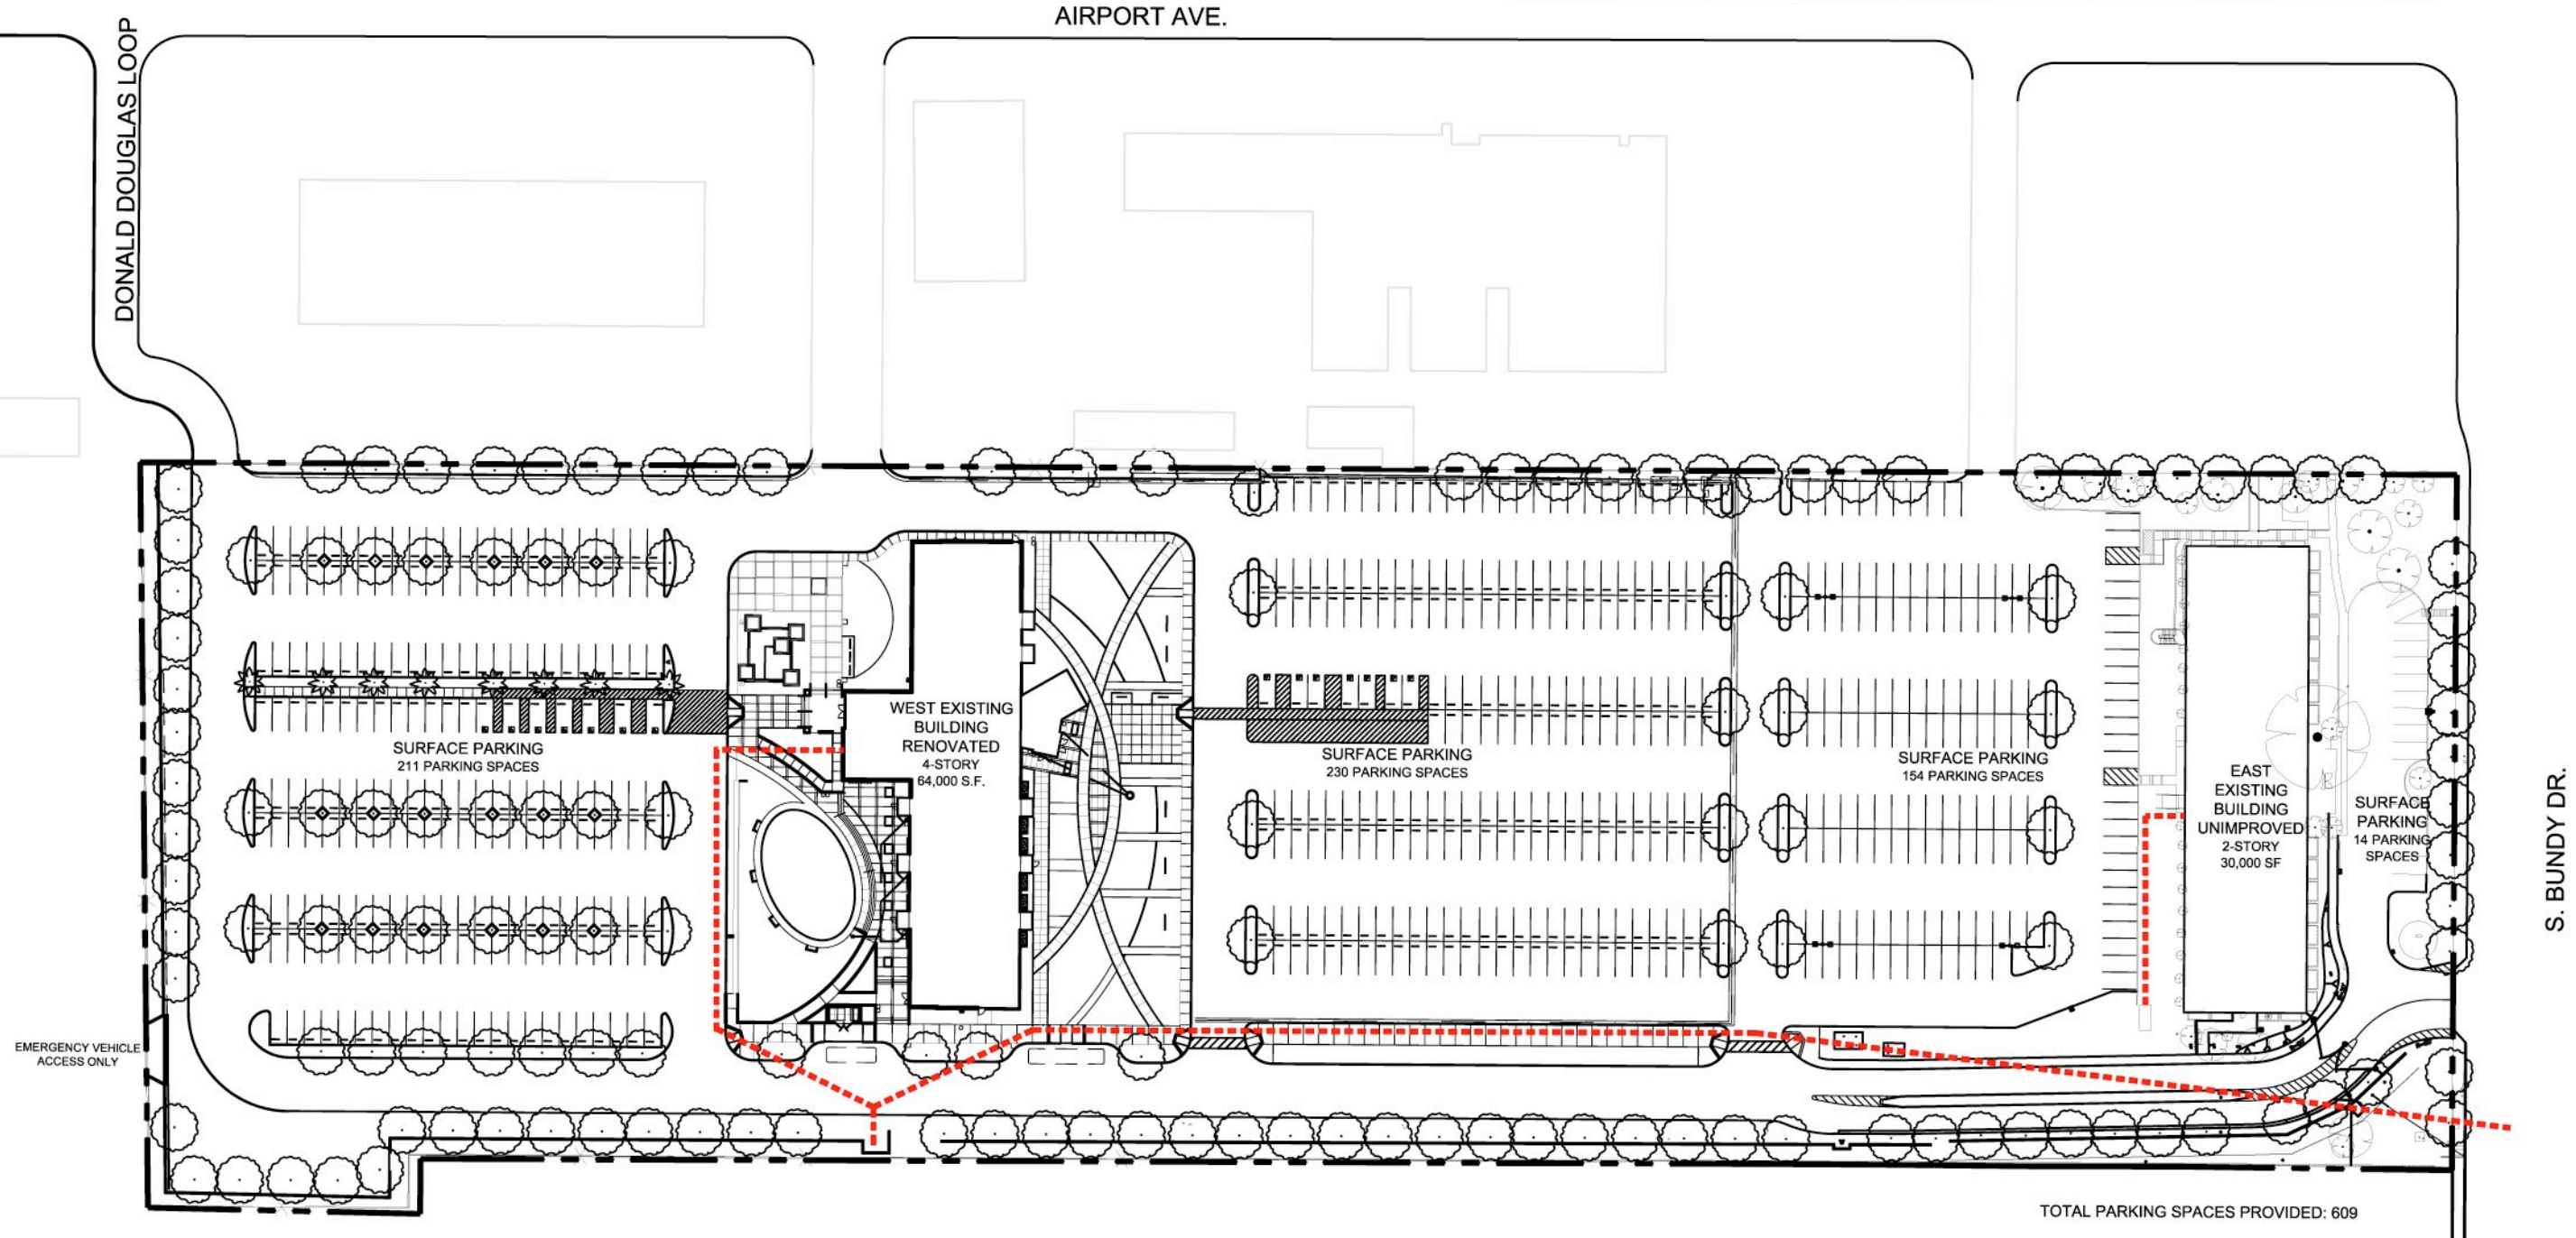 AIRPORT AVE.
DONALD DOUGLAS LOOP
WEST EXISTING
BUILDING
RENOVATED
4-STORY
64,000 S.F.
SURFACE PARKING
211 PARKING SPACES
SURFACE PARKING
230 PARKING SPACES
SURFACE PARKING
154 PARKING SPACES
EAST
EXISTING
BUILDING
UNIMPROVED
2-STORY
30,000 SF
SURFACE
PARKING
14 PARKING
SPACES
S. BUNDY DR.
EMERGENCY VEHICLE
ACCESS ONLY
TOTAL PARKING SPACES PROVIDED: 609